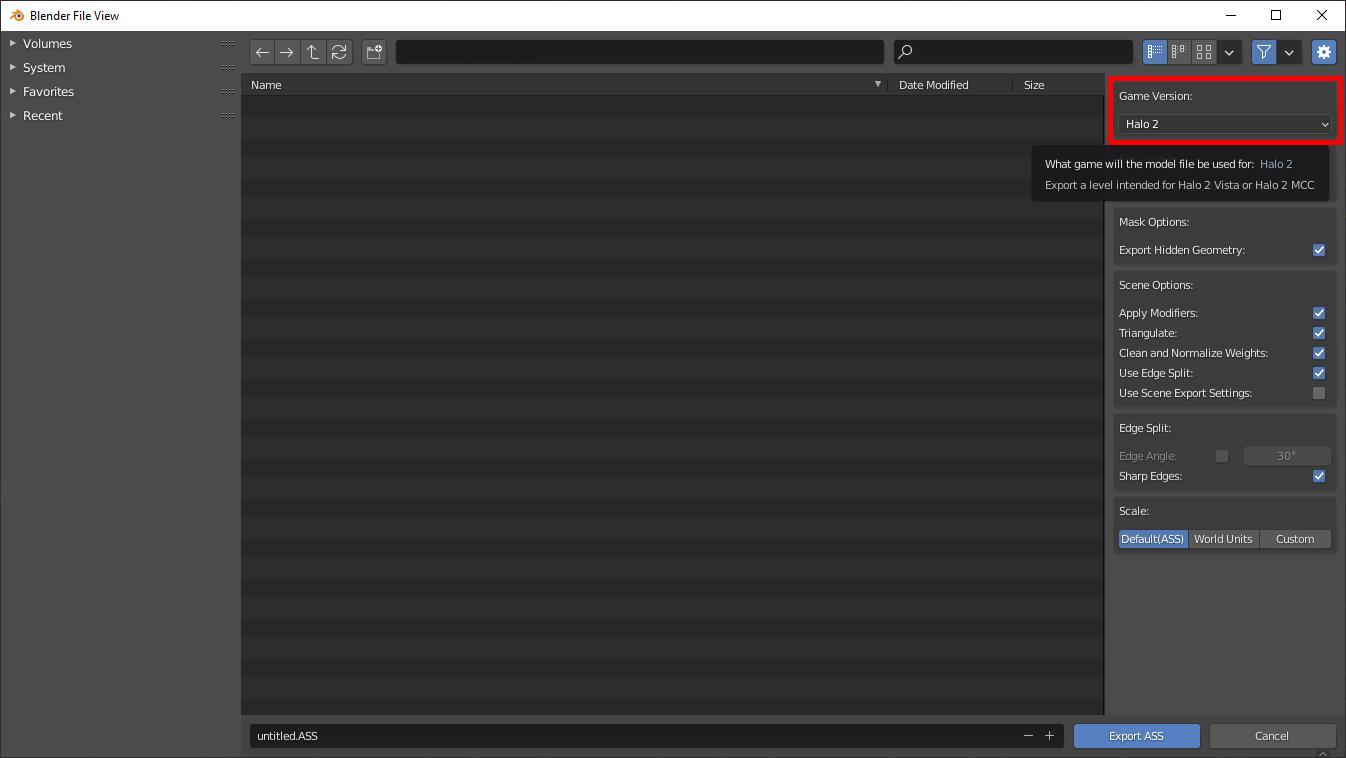 Blender File View
Volumes
System
Favorites
Recent
Name
Date Modified
Size
Game Version:
Halo 2
What game will the model file be used for: Halo 2
Export a level intended for Halo 2 Vista or Halo 2 MCC
Mask Options:
Export Hidden Geometry:
Scene Options:
Apply Modifiers:
Triangulate:
Clean and Normalize Weights:
Use Edge Split:
Use Scene Export Settings:
Edge Split:
Edge Angle: 30°
Sharp Edges:
Scale:
Default(ASS) World Units Custom
untitled.ASS
Export ASS
Cancel